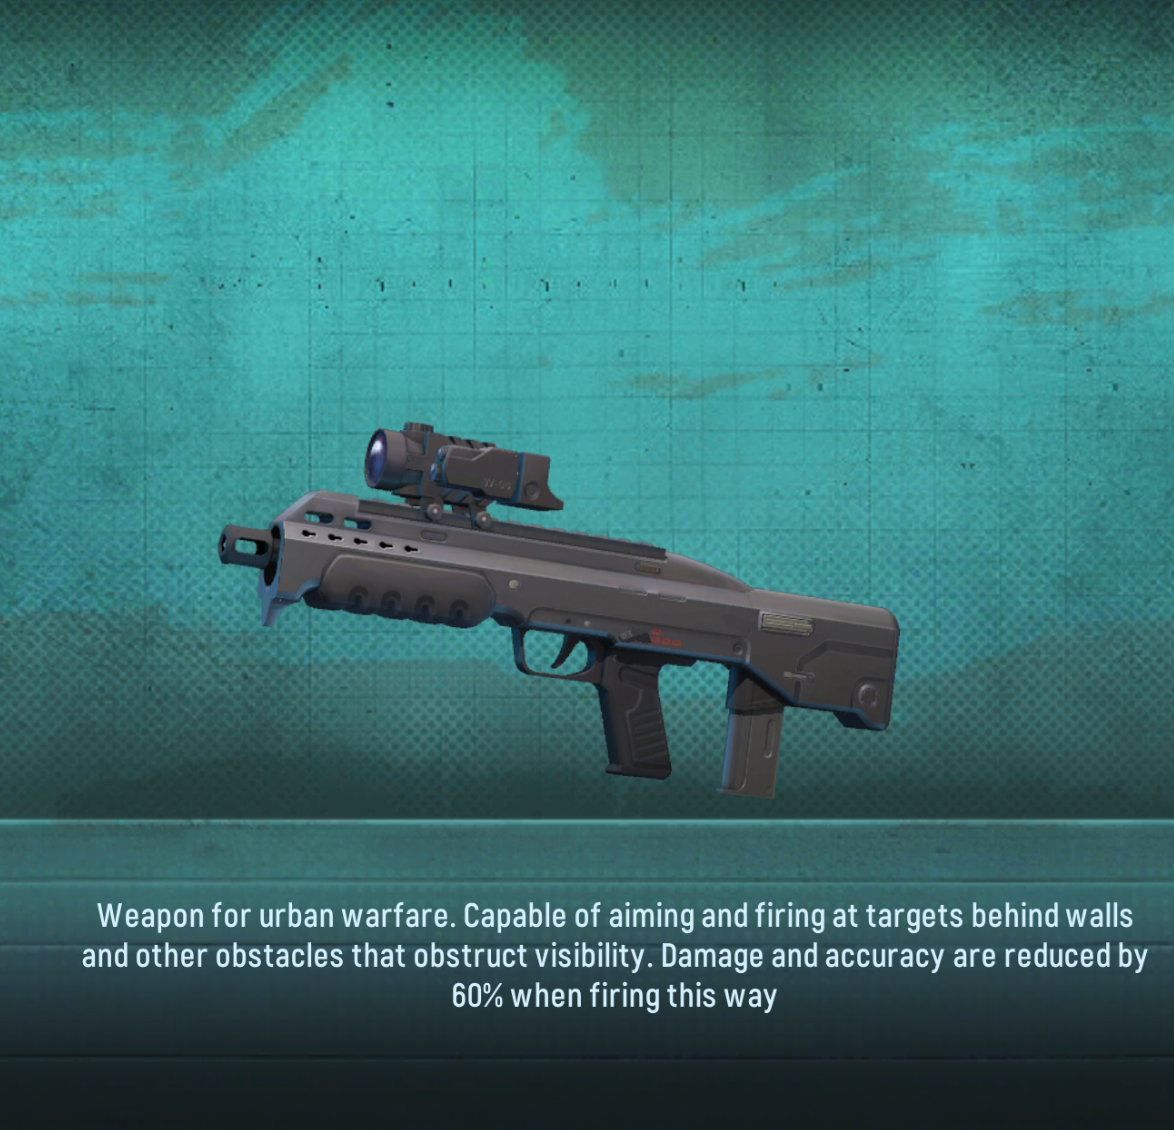 Weapon for urban warfare. Capable of aiming and firing at targets behind walls
and other obstacles that obstruct visibility. Damage and accuracy are reduced by
60% when firing this way